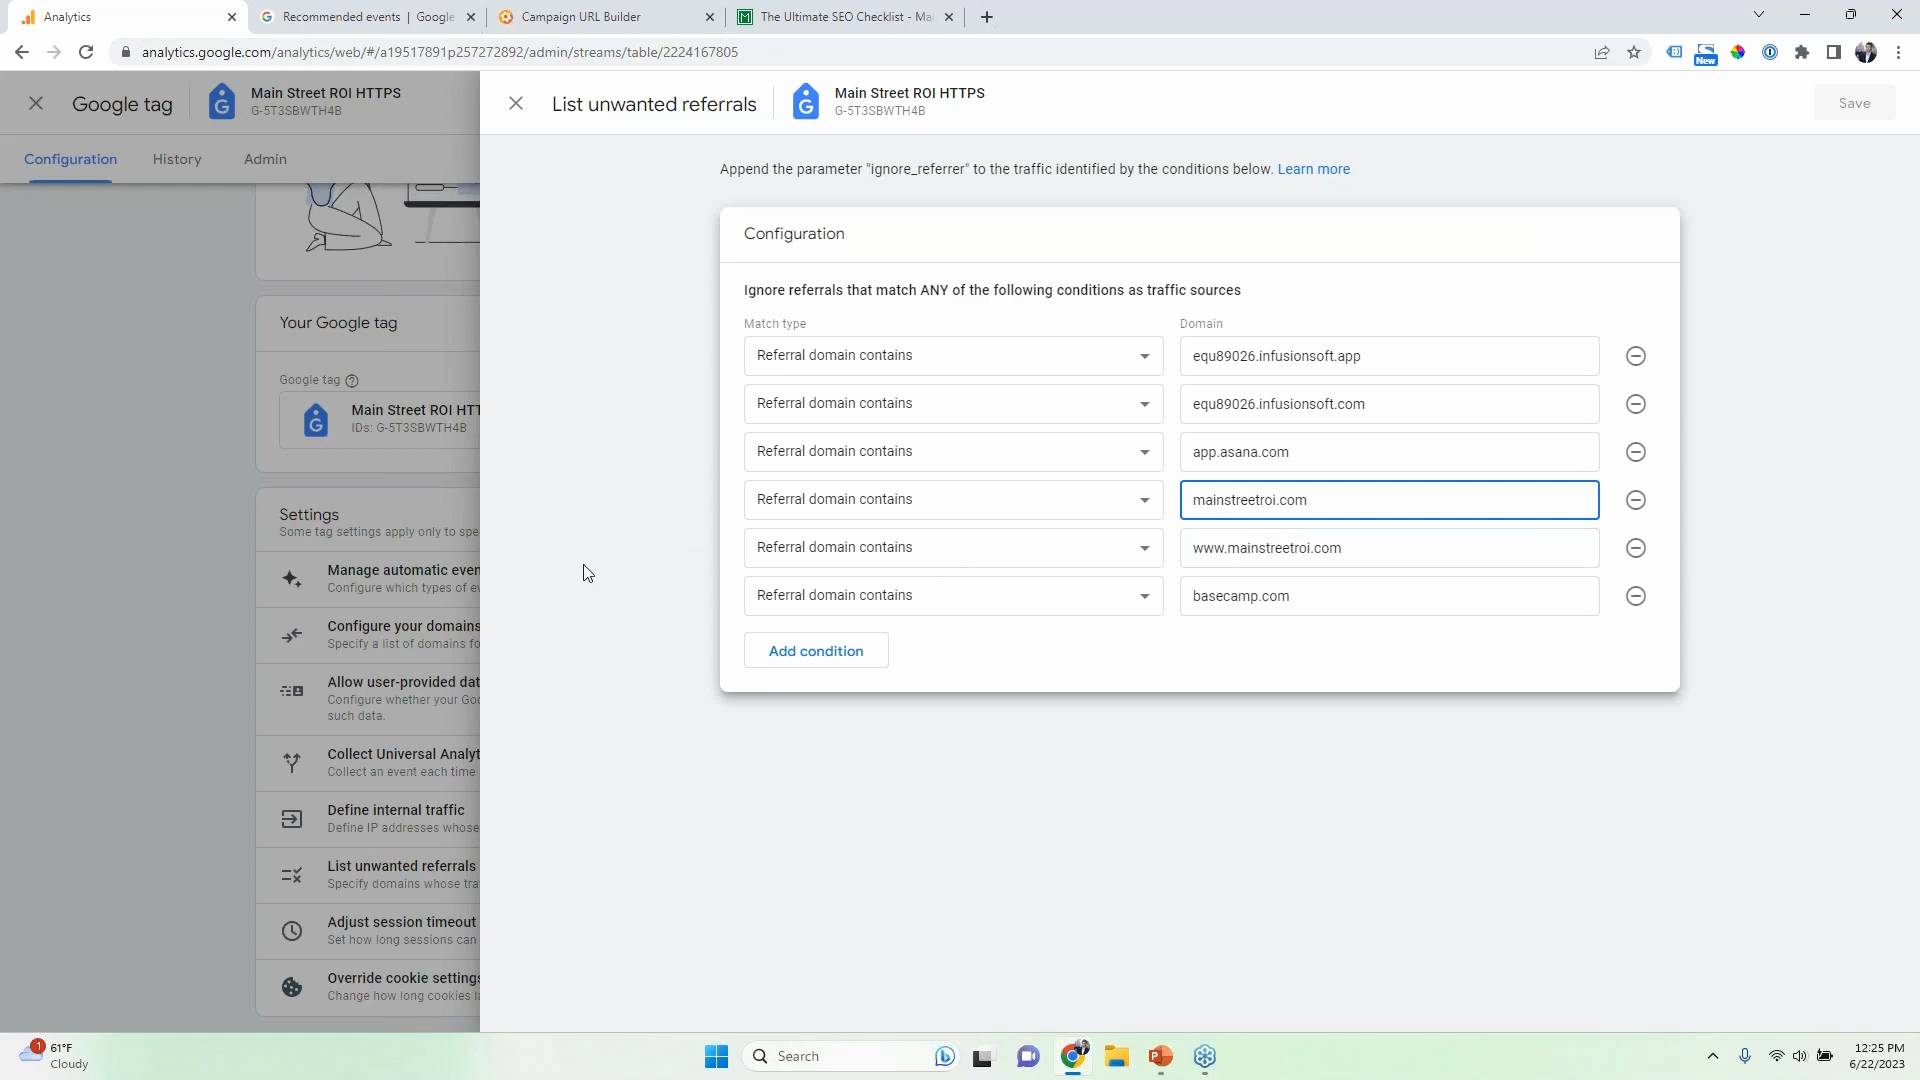 Analytics
Recommended events | Google
Campaign URL Builder
The Ultimate SEO Checklist - Mai
analytics.google.com/analytics/web/#/a19517891p257272892/admin/streams/table/2224167805
New
Google tag
Main Street ROI HTTPS
G-5T3SBWTH4B
List unwanted referrals
Main Street ROI HTTPS
G-5T3SBWTH4B
Save
Configuration
History
Admin
Append the parameter "ignore_referrer" to the traffic identified by the conditions below. Learn more
Configuration
Ignore referrals that match ANY of the following conditions as traffic sources
Match type
Domain
Referral domain contains
equ89026.infusionsoft.app
Referral domain contains
equ89026.infusionsoft.com
Referral domain contains
app.asana.com
Referral domain contains
mainstreetroi.com
Referral domain contains
www.mainstreetroi.com
Referral domain contains
basecamp.com
Add condition
Your Google tag
Google tag
Main Street ROI HTT
IDs: G-5T3SBWTH4B
Settings
Some tag settings apply only to spe
Manage automatic even
Configure which types of ev
Configure your domains
Specify a list of domains fo
Allow user-provided dat
Configure whether your Goo
such data.
Collect Universal Analyt
Collect an event each time
Define internal traffic
Define IP addresses whose
List unwanted referrals
Specify domains whose tra
Adjust session timeout
Set how long sessions can
Override cookie settings
Change how long cookies la
1
61°F
Cloudy
Search
12:25 PM
6/22/2023